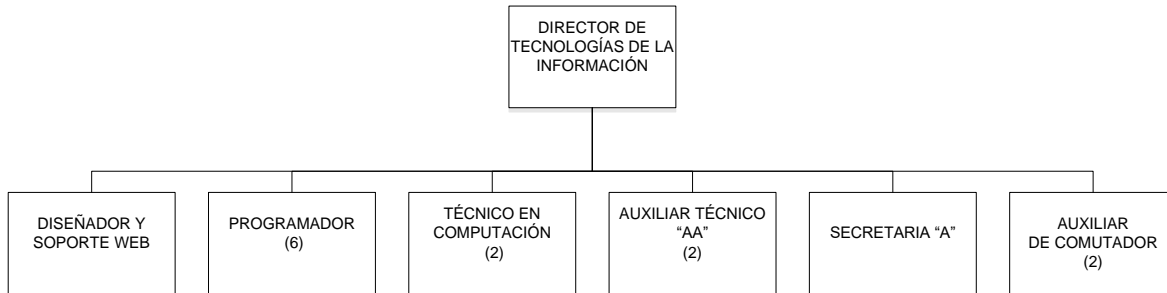 DIRECTOR DE
TECNOLOGÍAS DE LA
INFORMACIÓN
DISEÑADOR Y
SOPORTE WEB
PROGRAMADOR
(6)
TÉCNICO EN
COMPUTACIÓN
(2)
AUXILIAR TÉCNICO
“AA”
(2)
SECRETARIA “A”
AUXILIAR
DE COMUTADOR
(2)